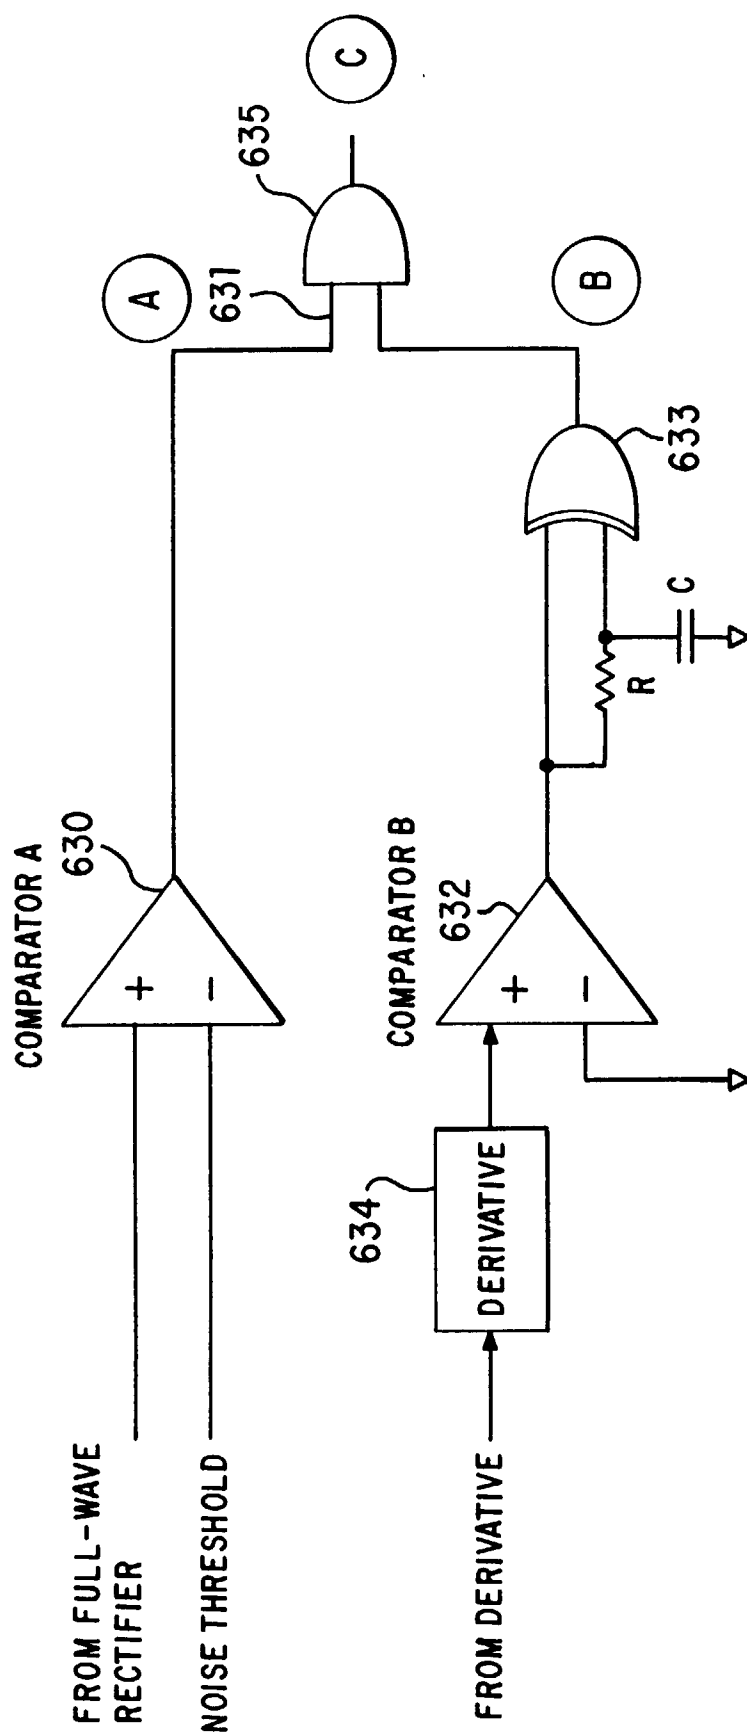 FROM FULL-WAVE
RECTIFIER
NOISE THRESHOLD
COMPARATOR A
630
+
−
A
631
635
C
FROM DERIVATIVE
634
DERIVATIVE
COMPARATOR B
632
+
−
R
C
633
B